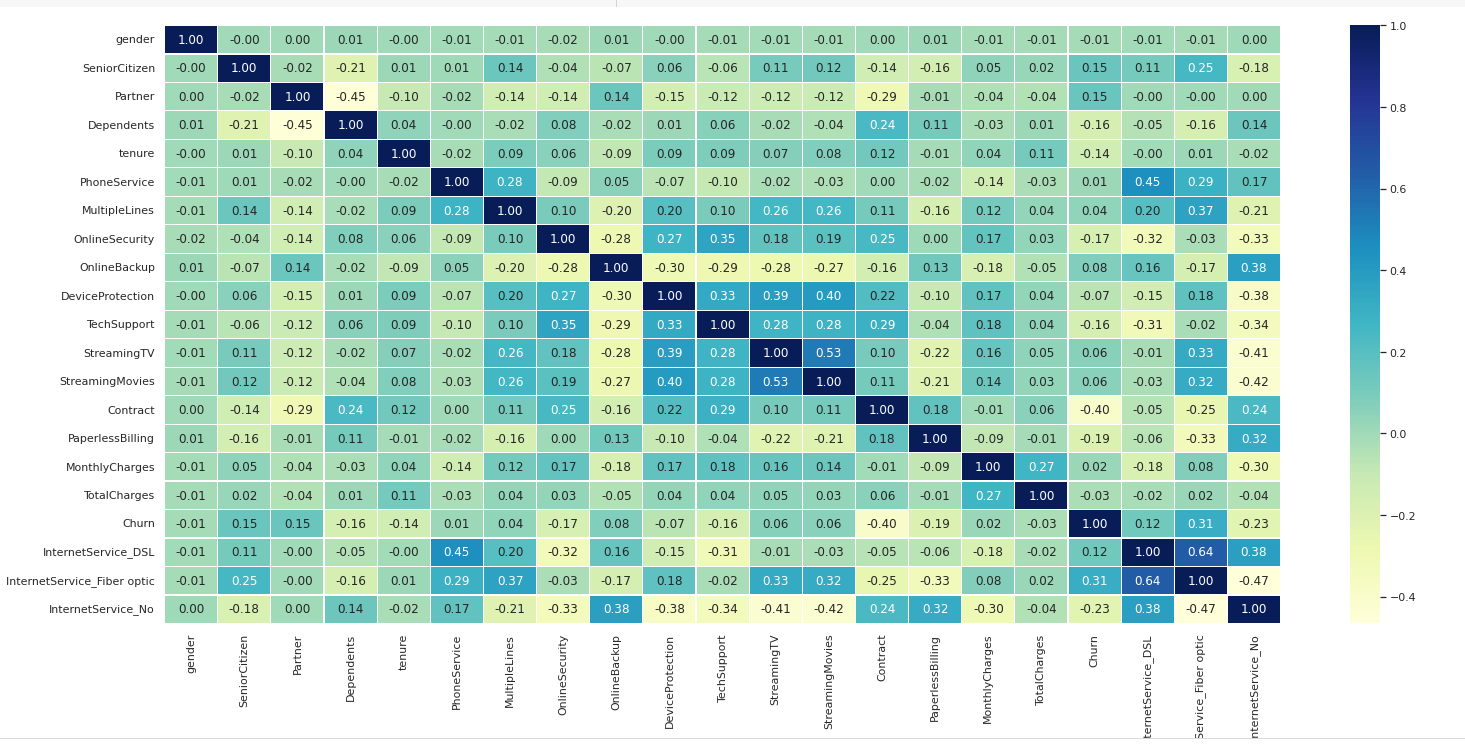 gender 1.00 -0.00 0.00 0.01 -0.00 -0.01 -0.01 -0.02 0.01 -0.00 -0.01 -0.01 -0.01 0.00 0.01 -0.01 -0.01 -0.01 -0.01 -0.01 0.00
SeniorCitizen -0.00 1.00 -0.02 -0.21 0.01 0.01 0.14 -0.04 -0.07 0.06 -0.06 0.11 0.12 -0.14 -0.16 0.05 0.02 0.15 0.11 0.25 -0.18
Partner 0.00 -0.02 1.00 -0.45 -0.10 -0.02 -0.14 -0.14 0.14 -0.15 -0.12 -0.12 -0.12 -0.29 -0.01 -0.04 -0.04 0.15 -0.00 -0.00 0.00
Dependents 0.01 -0.21 -0.45 1.00 0.04 -0.00 -0.02 0.08 -0.02 0.01 0.06 -0.02 -0.04 0.24 0.11 -0.03 0.01 -0.16 -0.05 -0.16 0.14
tenure -0.00 0.01 -0.10 0.04 1.00 -0.02 0.09 0.06 -0.09 0.09 0.09 0.07 0.08 0.12 -0.01 0.04 0.11 -0.14 -0.00 0.01 -0.02
PhoneService -0.01 0.01 -0.02 -0.00 -0.02 1.00 0.28 -0.09 0.05 -0.07 -0.10 -0.02 -0.03 0.00 -0.02 -0.14 -0.03 0.01 0.45 0.29 0.17
MultipleLines -0.01 0.14 -0.14 -0.02 0.09 0.28 1.00 0.10 -0.20 0.20 0.10 0.26 0.26 0.11 -0.16 0.12 0.04 0.04 0.20 0.37 -0.21
OnlineSecurity -0.02 -0.04 -0.14 0.08 0.06 -0.09 0.10 1.00 -0.28 0.27 0.35 0.18 0.19 0.25 0.00 0.17 0.03 -0.17 -0.32 -0.03 -0.33
OnlineBackup 0.01 -0.07 0.14 -0.02 -0.09 0.05 -0.20 -0.28 1.00 -0.30 -0.29 -0.28 -0.27 -0.16 0.13 -0.18 -0.05 0.08 0.16 -0.17 0.38
DeviceProtection -0.00 0.06 -0.15 0.01 0.09 -0.07 0.20 0.27 -0.30 1.00 0.33 0.39 0.40 0.22 -0.10 0.17 0.04 -0.07 -0.15 0.18 -0.38
TechSupport -0.01 -0.06 -0.12 0.06 0.09 -0.10 0.10 0.35 -0.29 0.33 1.00 0.28 0.28 0.29 -0.04 0.18 0.04 -0.16 -0.31 -0.02 -0.34
StreamingTV -0.01 0.11 -0.12 -0.02 0.07 -0.02 0.26 0.18 -0.28 0.39 0.28 1.00 0.53 0.10 -0.22 0.16 0.05 0.06 -0.01 0.33 -0.41
StreamingMovies -0.01 0.12 -0.12 -0.04 0.08 -0.03 0.26 0.19 -0.27 0.40 0.28 0.53 1.00 0.11 -0.21 0.14 0.03 0.06 -0.03 0.32 -0.42
Contract 0.00 -0.14 -0.29 0.24 0.12 0.00 0.11 0.25 -0.16 0.22 0.29 0.10 0.11 1.00 0.18 -0.01 0.06 -0.40 -0.05 -0.25 0.24
PaperlessBilling 0.01 -0.16 -0.01 0.11 -0.01 -0.02 -0.16 0.00 0.13 -0.10 -0.04 -0.22 -0.21 0.18 1.00 -0.09 -0.01 -0.19 -0.06 -0.33 0.32
MonthlyCharges -0.01 0.05 -0.04 -0.03 0.04 -0.14 0.12 0.17 -0.18 0.17 0.18 0.16 0.14 -0.01 -0.09 1.00 0.27 0.02 -0.18 0.08 -0.30
TotalCharges -0.01 0.02 -0.04 0.01 0.11 -0.03 0.04 0.03 -0.05 0.04 0.04 0.05 0.03 0.06 -0.01 0.27 1.00 -0.03 -0.02 0.02 -0.04
Churn -0.01 0.15 0.15 -0.16 -0.14 0.01 0.04 -0.17 0.08 -0.07 -0.16 0.06 0.06 -0.40 -0.19 0.02 -0.03 1.00 0.12 0.31 -0.23
InternetService_DSL -0.01 0.11 -0.00 -0.05 -0.00 0.45 0.20 -0.32 0.16 -0.15 -0.31 -0.01 -0.03 -0.05 -0.06 -0.18 -0.02 0.12 1.00 0.64 0.38
InternetService_Fiber optic -0.01 0.25 -0.00 -0.16 0.01 0.29 0.37 -0.03 -0.17 0.18 -0.02 0.33 0.32 -0.25 -0.33 0.08 0.02 0.31 0.64 1.00 -0.47
InternetService_No 0.00 -0.18 0.00 0.14 -0.02 0.17 -0.21 -0.33 0.38 -0.38 -0.34 -0.41 -0.42 0.24 0.32 -0.30 -0.04 -0.23 0.38 -0.47 1.00
gender
SeniorCitizen
Partner
Dependents
tenure
PhoneService
MultipleLines
OnlineSecurity
OnlineBackup
DeviceProtection
TechSupport
StreamingTV
StreamingMovies
Contract
PaperlessBilling
MonthlyCharges
TotalCharges
Churn
ternetService_DSL
Service_Fiber optic
nternetService_No
1.0
0.8
0.6
0.4
0.2
0.0
−0.2
−0.4